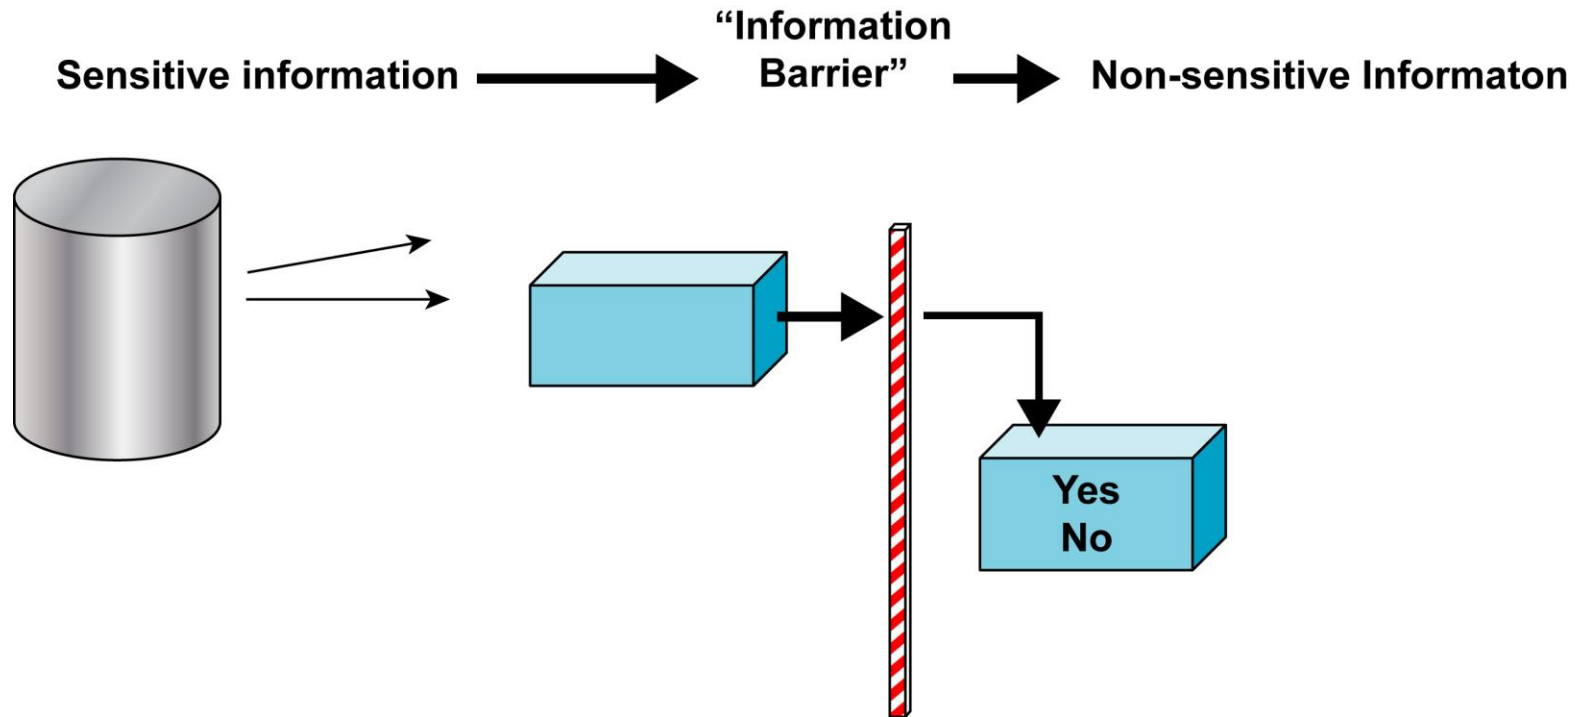 Sensitive information
“Information
Barrier”
Non-sensitive Informaton
Yes
No